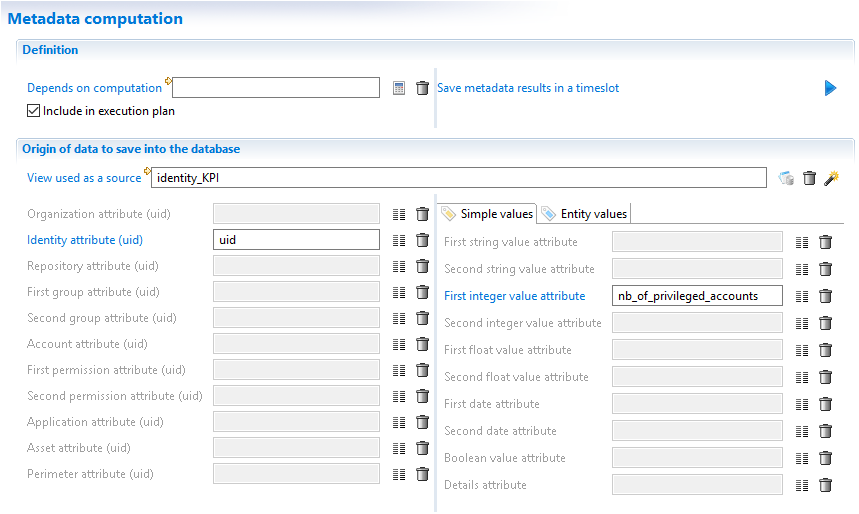 Metadata computation
Definition
Depends on computation
Save metadata results in a timeslot
Include in execution plan
Origin of data to save into the database
View used as a source identity_KPI
Organization attribute (uid)
Identity attribute (uid) uid
Repository attribute (uid)
First group attribute (uid)
Second group attribute (uid)
Account attribute (uid)
First permission attribute (uid)
Second permission attribute (uid)
Application attribute (uid)
Asset attribute (uid)
Perimeter attribute (uid)
Simple values Entity values
First string value attribute
Second string value attribute
First integer value attribute nb_of_privileged_accounts
Second integer value attribute
First float value attribute
Second float value attribute
First date attribute
Second date attribute
Boolean value attribute
Details attribute